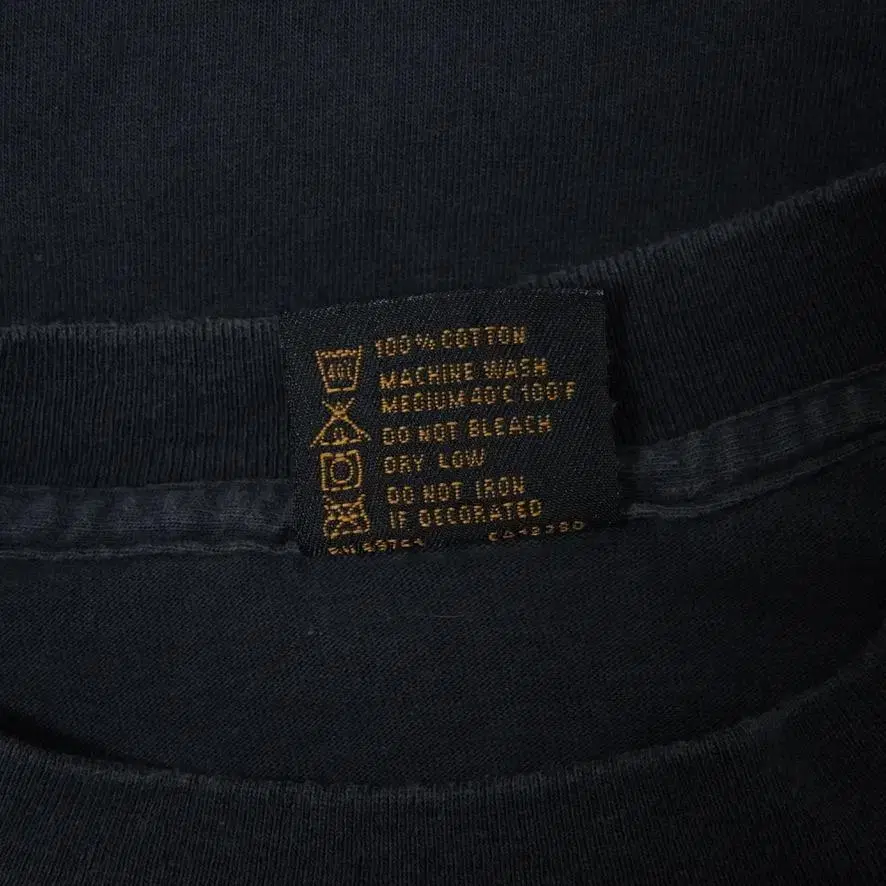 100% COTTON
MACHINE WASH
MEDIUM 40°C 100°F
DO NOT BLEACH
DRY LOW
DO NOT IRON
IF DECORATED